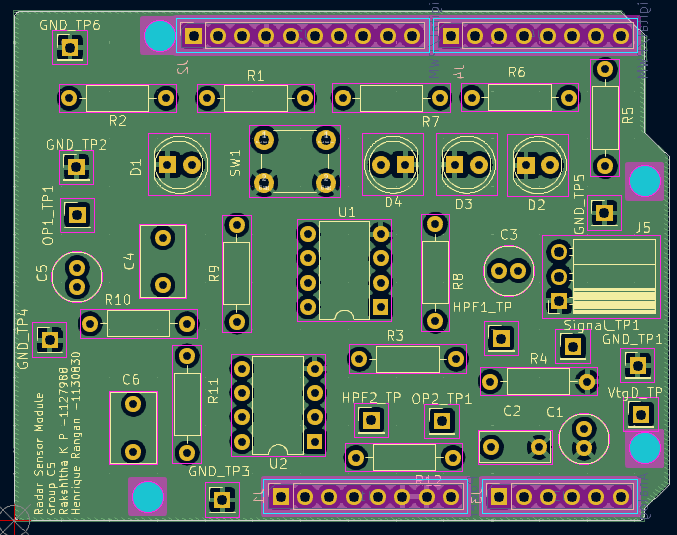 GND_TP6
J2
J4
R1
R6
R2
R7
R5
GND_TP2
D1
SW1
D4
D3
D2
OP1_TP1
GND_TP5
U1
J5
C5
C4
R9
R8
C3
R10
HPF1_TP
Signal_TP1
GND_TP4
R3
GND_TP1
R4
C6
R11
HPF2_TP
OP2_TP1
VtgD_TP
C2
C1
U2
GND_TP3
R12
J1
J3
Radar Sensor Module
Group C5
Rakshitha K P -1127988
Henrique Rangan -1130830